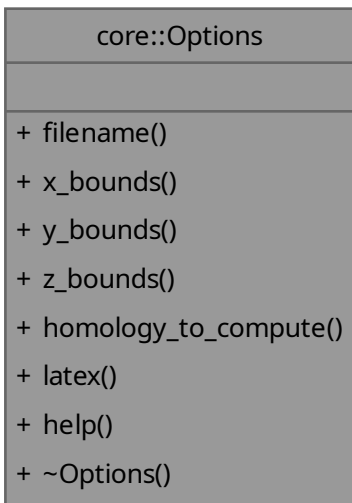 core::Options
+ filename()
+ x_bounds()
+ y_bounds()
+ z_bounds()
+ homology_to_compute()
+ latex()
+ help()
+ ~Options()